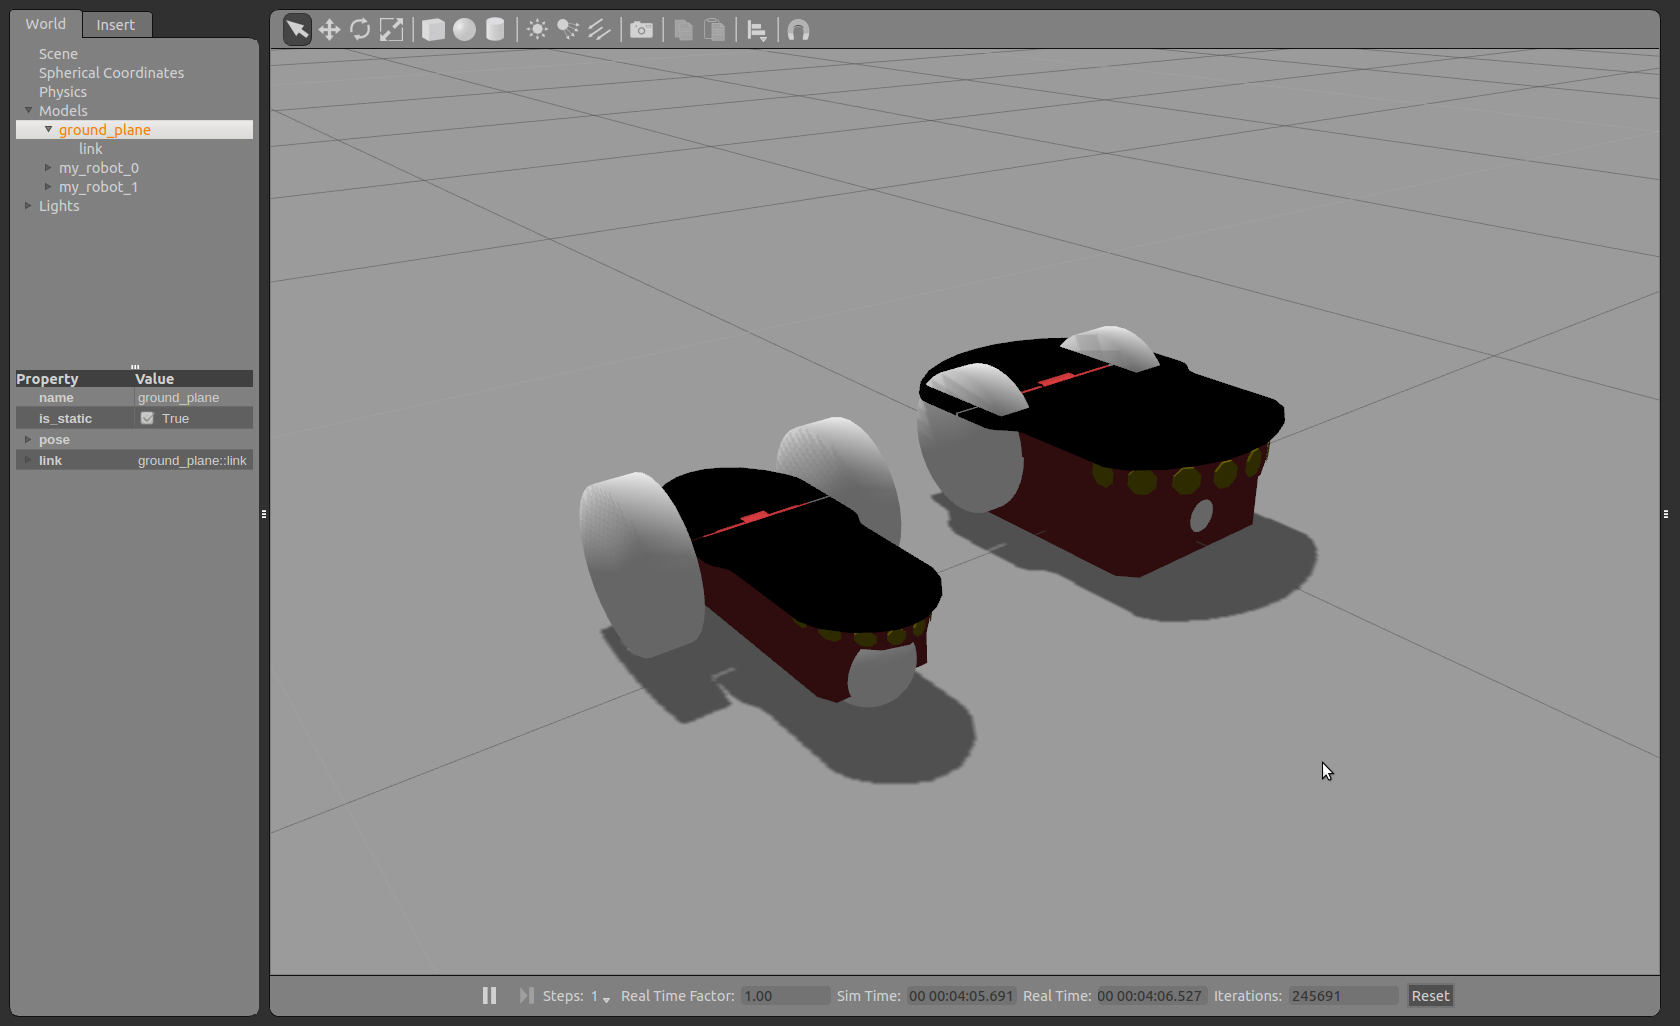 World Insert
Scene
Spherical Coordinates
Physics
Models
ground_plane
link
my_robot_0
my_robot_1
Lights
Property Value
name ground_plane
is_static True
pose
link ground_plane::link
Steps: 1 Real Time Factor: 1.00 Sim Time: 00 00:04:05.691 Real Time: 00 00:04:06.527 Iterations: 245691 Reset